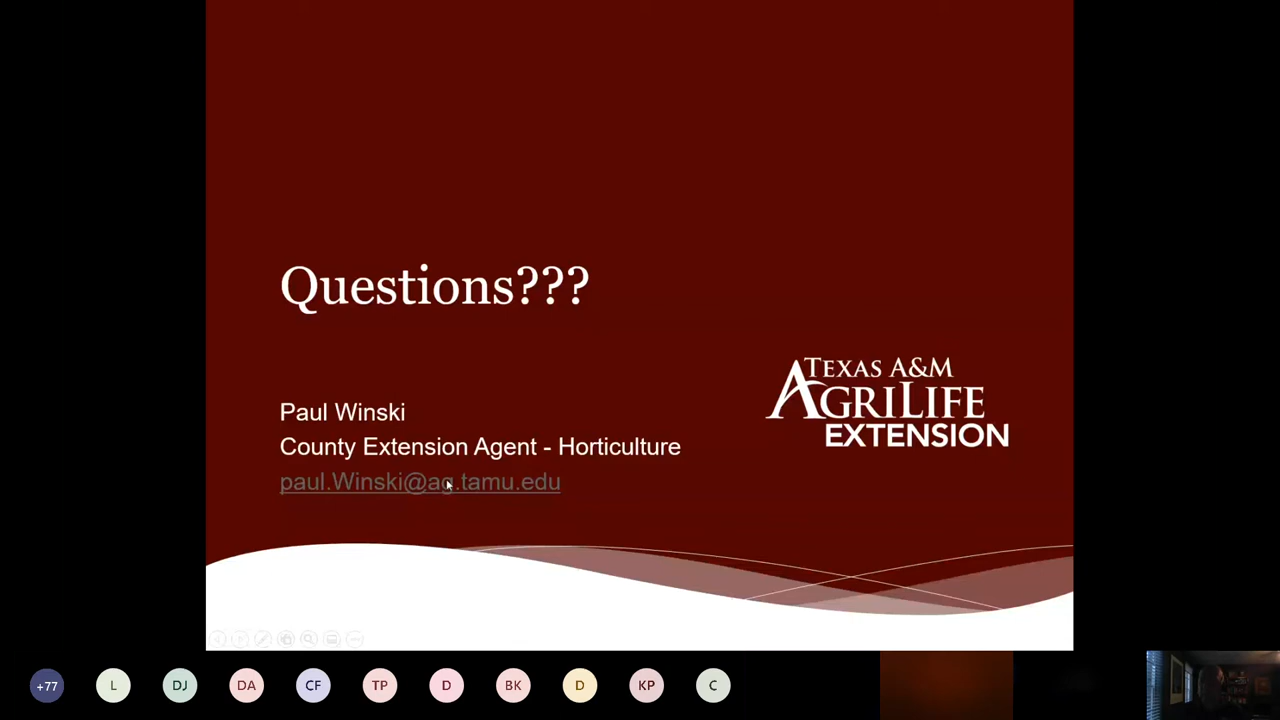 Questions???
Paul Winski
County Extension Agent - Horticulture
paul.Winski@ag.tamu.edu
TEXAS A&M
AGRILIFE
EXTENSION
+77
L
DJ
DA
CF
TP
D
BK
D
KP
C